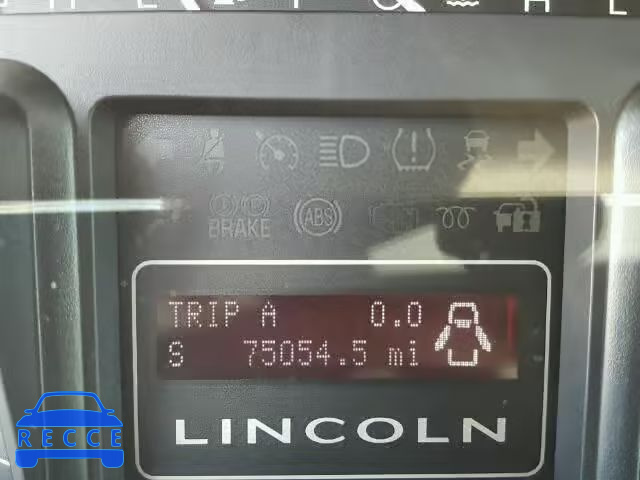 BRAKE
ABS
TRIP A 0.0
S 75054.5 mi
LINCOLN
RECCE